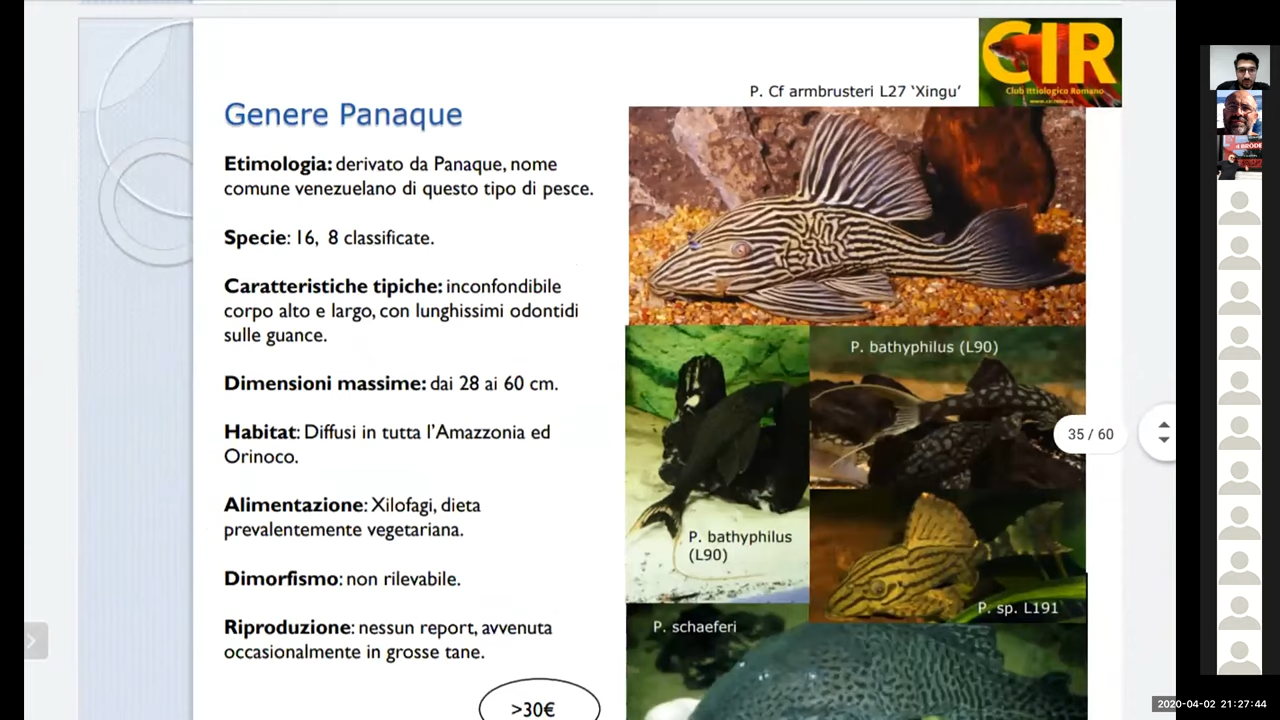 CIR
Club Ittiologico Romano
P. Cf armbrusteri L27 ‘Xingu’
Genere Panaque
Etimologia: derivato da Panaque, nome
comune venezuelano di questo tipo di pesce.
Specie: 16, 8 classificate.
Caratteristiche tipiche: inconfondibile
corpo alto e largo, con lunghissimi odontidi
sulle guance.
Dimensioni massime: dai 28 ai 60 cm.
Habitat: Diffusi in tutta l’Amazzonia ed
Orinoco.
Alimentazione: Xilofagi, dieta
prevalentemente vegetariana.
Dimorfismo: non rilevabile.
Riproduzione: nessun report, avvenuta
occasionalmente in grosse tane.
>30€
P. bathyphilus (L90)
P. bathyphilus
(L90)
P. sp. L191
P. schaeferi
35 / 60
2020-04-02 21:27:44